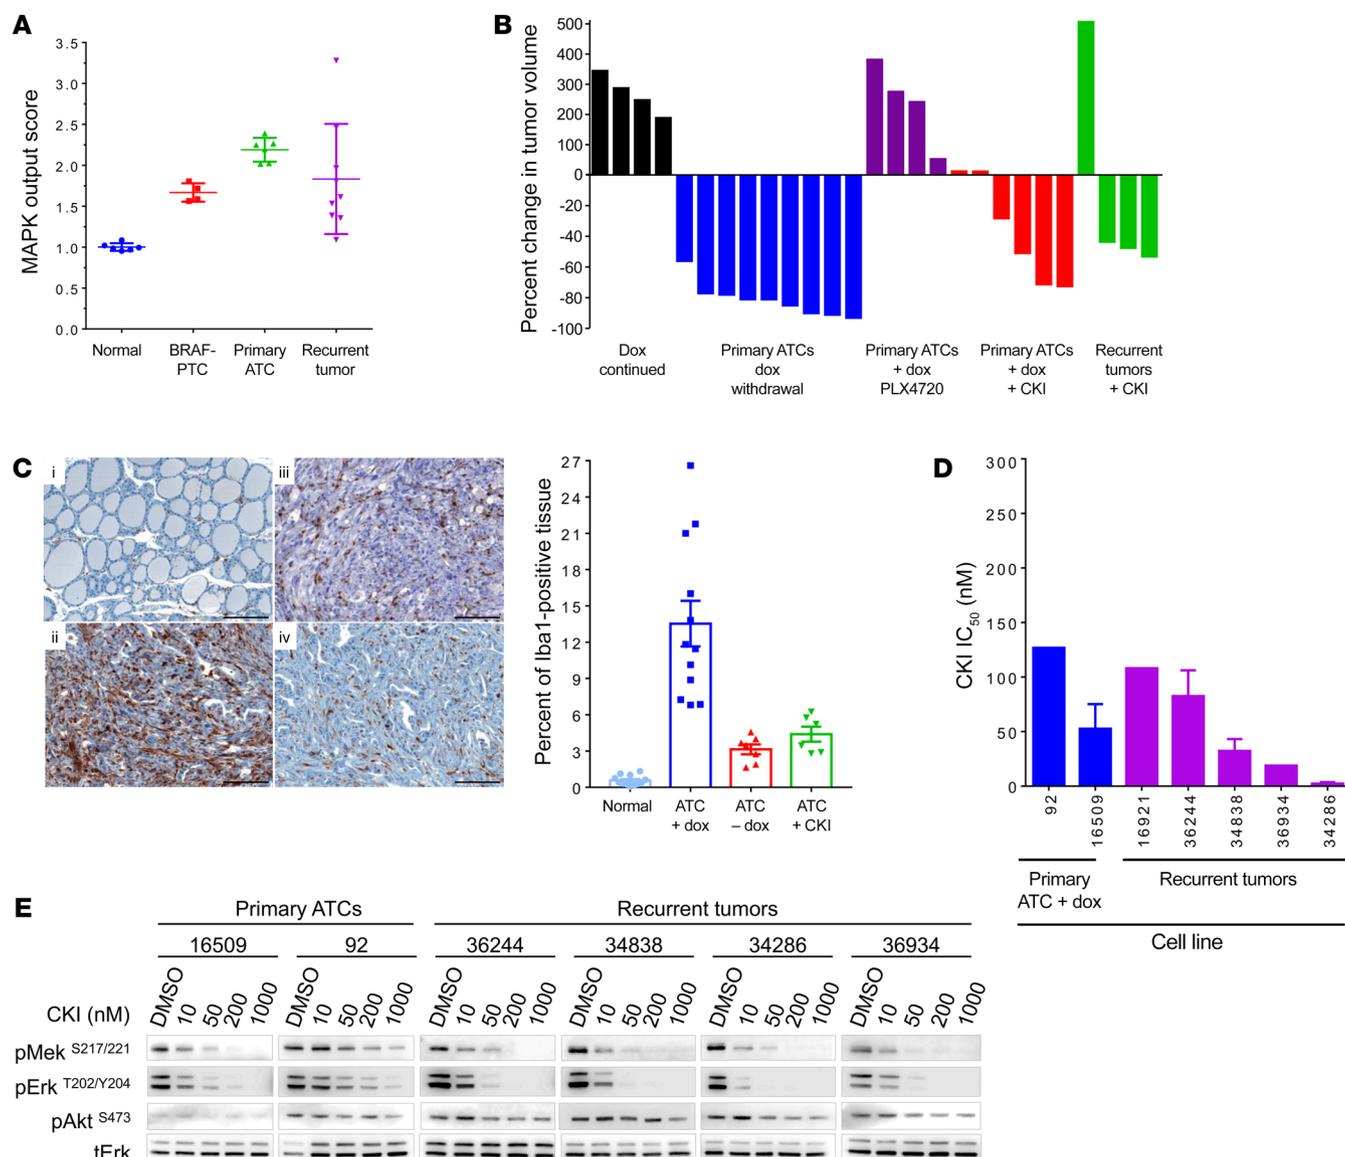 A
MAPK output score
3.5
3.0
2.5
2.0
1.5
1.0
0.5
0.0
Normal
BRAF-
PTC
Primary
ATC
Recurrent
tumor
B
Percent change in tumor volume
500
400
300
200
100
0
-20
-40
-60
-80
-100
Dox
continued
Primary ATCs
dox
withdrawal
Primary ATCs
+ dox
PLX4720
Primary ATCs
+ dox
+ CKI
Recurrent
tumors
+ CKI
C
i
iii
ii
iv
Percent of Iba1-positive tissue
27
24
21
18
15
12
9
6
3
0
Normal
ATC
+ dox
ATC
– dox
ATC
+ CKI
D
CKI IC50 (nM)
300
250
200
150
100
50
0
92
16509
16921
36244
34838
36934
34286
Primary
ATC + dox
Recurrent tumors
Cell line
E
Primary ATCs
Recurrent tumors
16509 92 36244 34838 34286 36934
CKI (nM)
DMSO 10 50 200 1000 DMSO 10 50 200 1000 DMSO 10 50 200 1000 DMSO 10 50 200 1000 DMSO 10 50 200 1000 DMSO 10 50 200 1000
pMek S217/221
pErk T202/Y204
pAkt S473
tErk